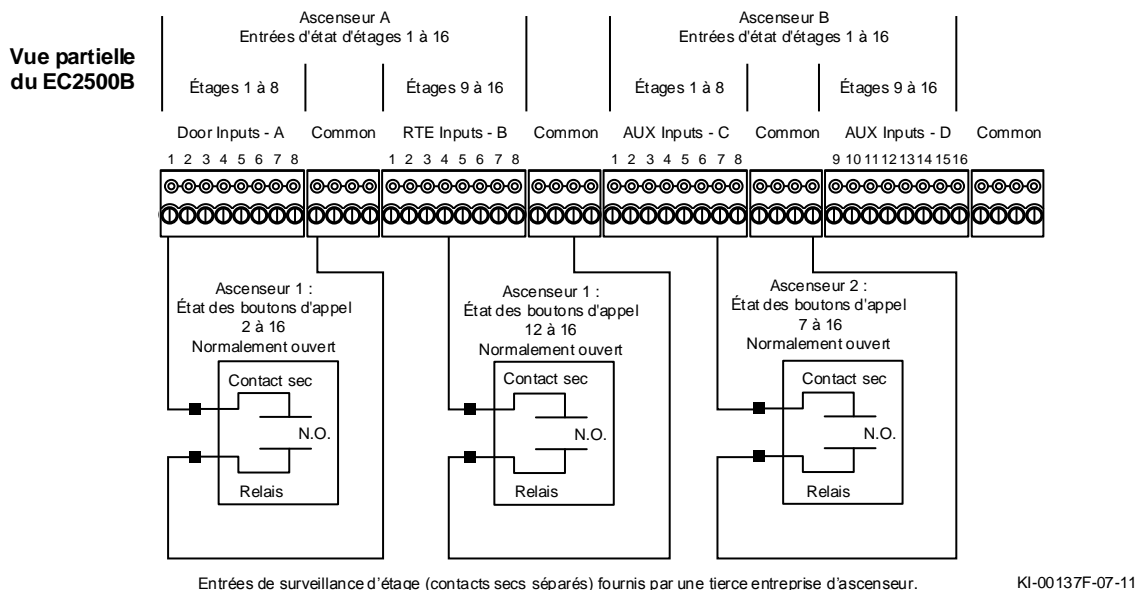 Ascenseur A
Entrées d'état d'étages 1 à 16
Ascenseur B
Entrées d'état d'étages 1 à 16
Vue partielle
du EC2500B
Étages 1 à 8
Étages 9 à 16
Étages 1 à 8
Étages 9 à 16
Door Inputs - A
Common
RTE Inputs - B
Common
AUX Inputs - C
Common
AUX Inputs - D
Common
1 2 3 4 5 6 7 8
1 2 3 4 5 6 7 8
1 2 3 4 5 6 7 8
9 10 11 12 13 14 15 16
Ascenseur 1 :
État des boutons d'appel
2 à 16
Normalement ouvert
Contact sec
N.O.
Relais
Ascenseur 1 :
État des boutons d'appel
12 à 16
Normalement ouvert
Contact sec
N.O.
Relais
Ascenseur 2 :
État des boutons d'appel
7 à 16
Normalement ouvert
Contact sec
N.O.
Relais
Entrées de surveillance d'étage (contacts secs séparés) fournis par une tierce entreprise d'ascenseur.
KI-00137F-07-11